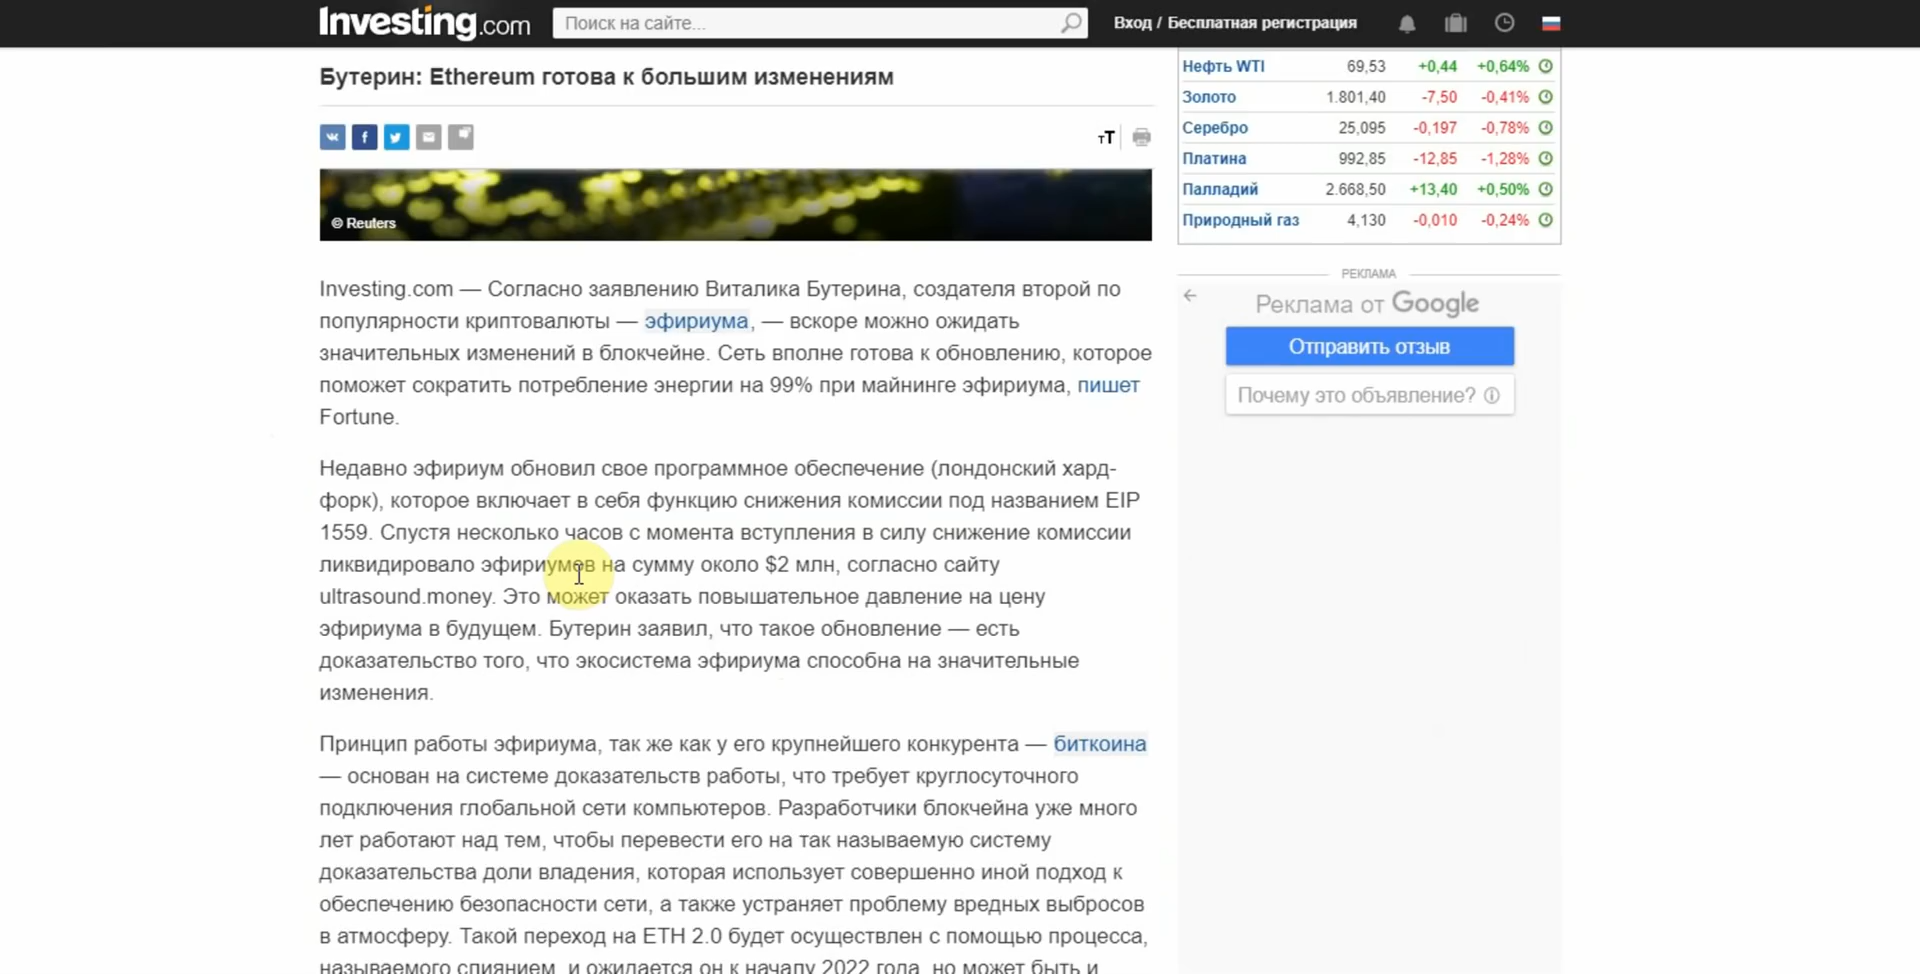 Investing.com
Поиск на сайте...
Вход / Бесплатная регистрация
Бутерин: Ethereum готова к большим изменениям
тТ
© Reuters
Investing.com — Согласно заявлению Виталика Бутерина, создателя второй по
популярности криптовалюты — эфириума, — вскоре можно ожидать
значительных изменений в блокчейне. Сеть вполне готова к обновлению, которое
поможет сократить потребление энергии на 99% при майнинге эфириума, пишет
Fortune.
Недавно эфириум обновил свое программное обеспечение (лондонский хард-
форк), которое включает в себя функцию снижения комиссии под названием EIP
1559. Спустя несколько часов с момента вступления в силу снижение комиссии
ликвидировало эфириумов на сумму около $2 млн, согласно сайту
ultrasound.money. Это может оказать повышательное давление на цену
эфириума в будущем. Бутерин заявил, что такое обновление — есть
доказательство того, что экосистема эфириума способна на значительные
изменения.
Принцип работы эфириума, так же как у его крупнейшего конкурента — биткоина
— основан на системе доказательств работы, что требует круглосуточного
подключения глобальной сети компьютеров. Разработчики блокчейна уже много
лет работают над тем, чтобы перевести его на так называемую систему
доказательства доли владения, которая использует совершенно иной подход к
обеспечению безопасности сети, а также устраняет проблему вредных выбросов
в атмосферу. Такой переход на ETH 2.0 будет осуществлен с помощью процесса,
называемого слиянием, и ожидается он к началу 2022 года, но может быть и
Нефть WTI 69,53 +0,44 +0,64%
Золото 1.801,40 -7,50 -0,41%
Серебро 25,095 -0,197 -0,78%
Платина 992,85 -12,85 -1,28%
Палладий 2.668,50 +13,40 +0,50%
Природный газ 4,130 -0,010 -0,24%
РЕКЛАМА
Реклама от Google
Отправить отзыв
Почему это объявление?